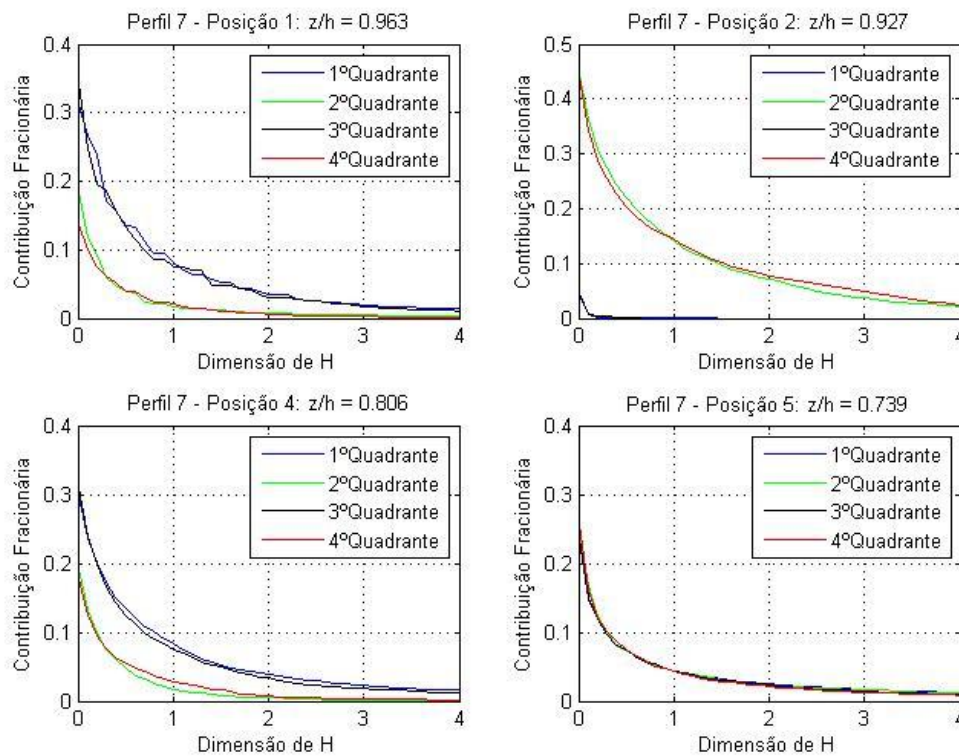 Perfil 7 - Posição 1: z/h = 0.963
Contribuição Fracionária
0.4
0.3
0.2
0.1
0
1ºQuadrante
2ºQuadrante
3ºQuadrante
4ºQuadrante
0 1 2 3 4
Dimensão de H
Perfil 7 - Posição 2: z/h = 0.927
Contribuição Fracionária
0.5
0.4
0.3
0.2
0.1
0
1ºQuadrante
2ºQuadrante
3ºQuadrante
4ºQuadrante
0 1 2 3 4
Dimensão de H
Perfil 7 - Posição 4: z/h = 0.806
Contribuição Fracionária
0.4
0.3
0.2
0.1
0
1ºQuadrante
2ºQuadrante
3ºQuadrante
4ºQuadrante
0 1 2 3 4
Dimensão de H
Perfil 7 - Posição 5: z/h = 0.739
Contribuição Fracionária
0.4
0.3
0.2
0.1
0
1ºQuadrante
2ºQuadrante
3ºQuadrante
4ºQuadrante
0 1 2 3 4
Dimensão de H